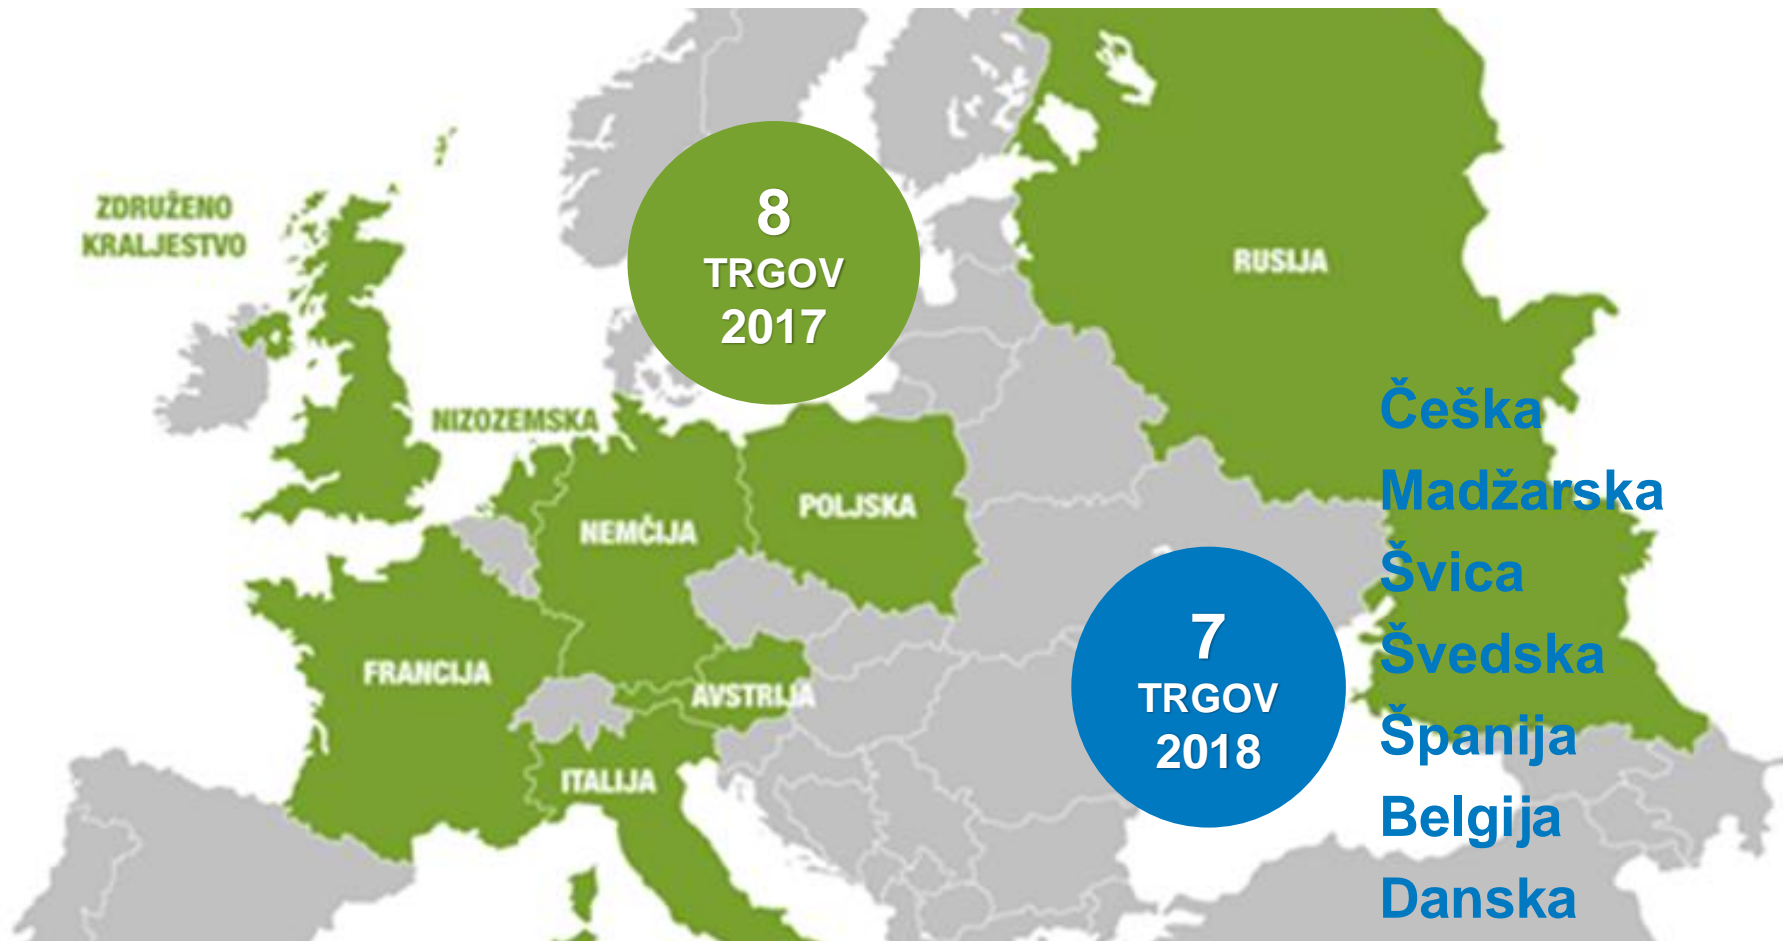 ZDRUŽENO
KRALJESTVO
8
TRGOV
2017
RUSIJA
NIZOZEMSKA
NEMČIJA
POLJSKA
FRANCIJA
AVSTRIJA
ITALIJA
7
TRGOV
2018
Češka
Madžarska
Švica
Švedska
Španija
Belgija
Danska